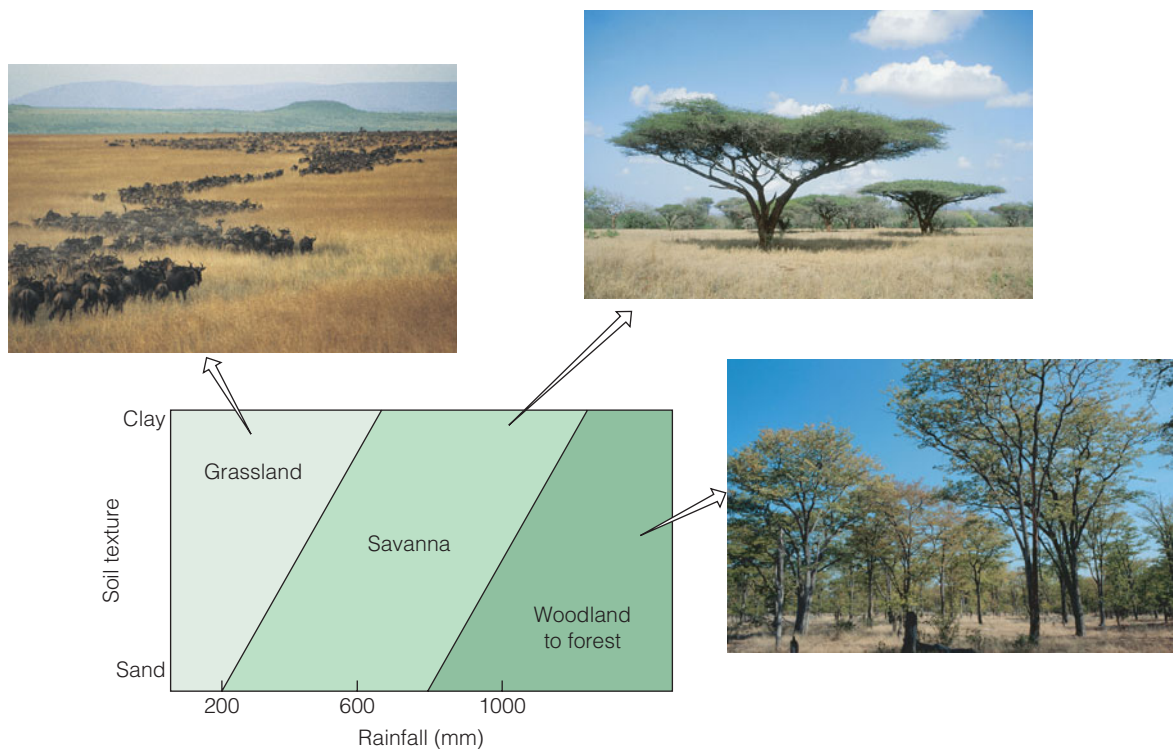 Clay
Grassland
Savanna
Woodland
to forest
Soil texture
Sand
200
600
1000
Rainfall (mm)